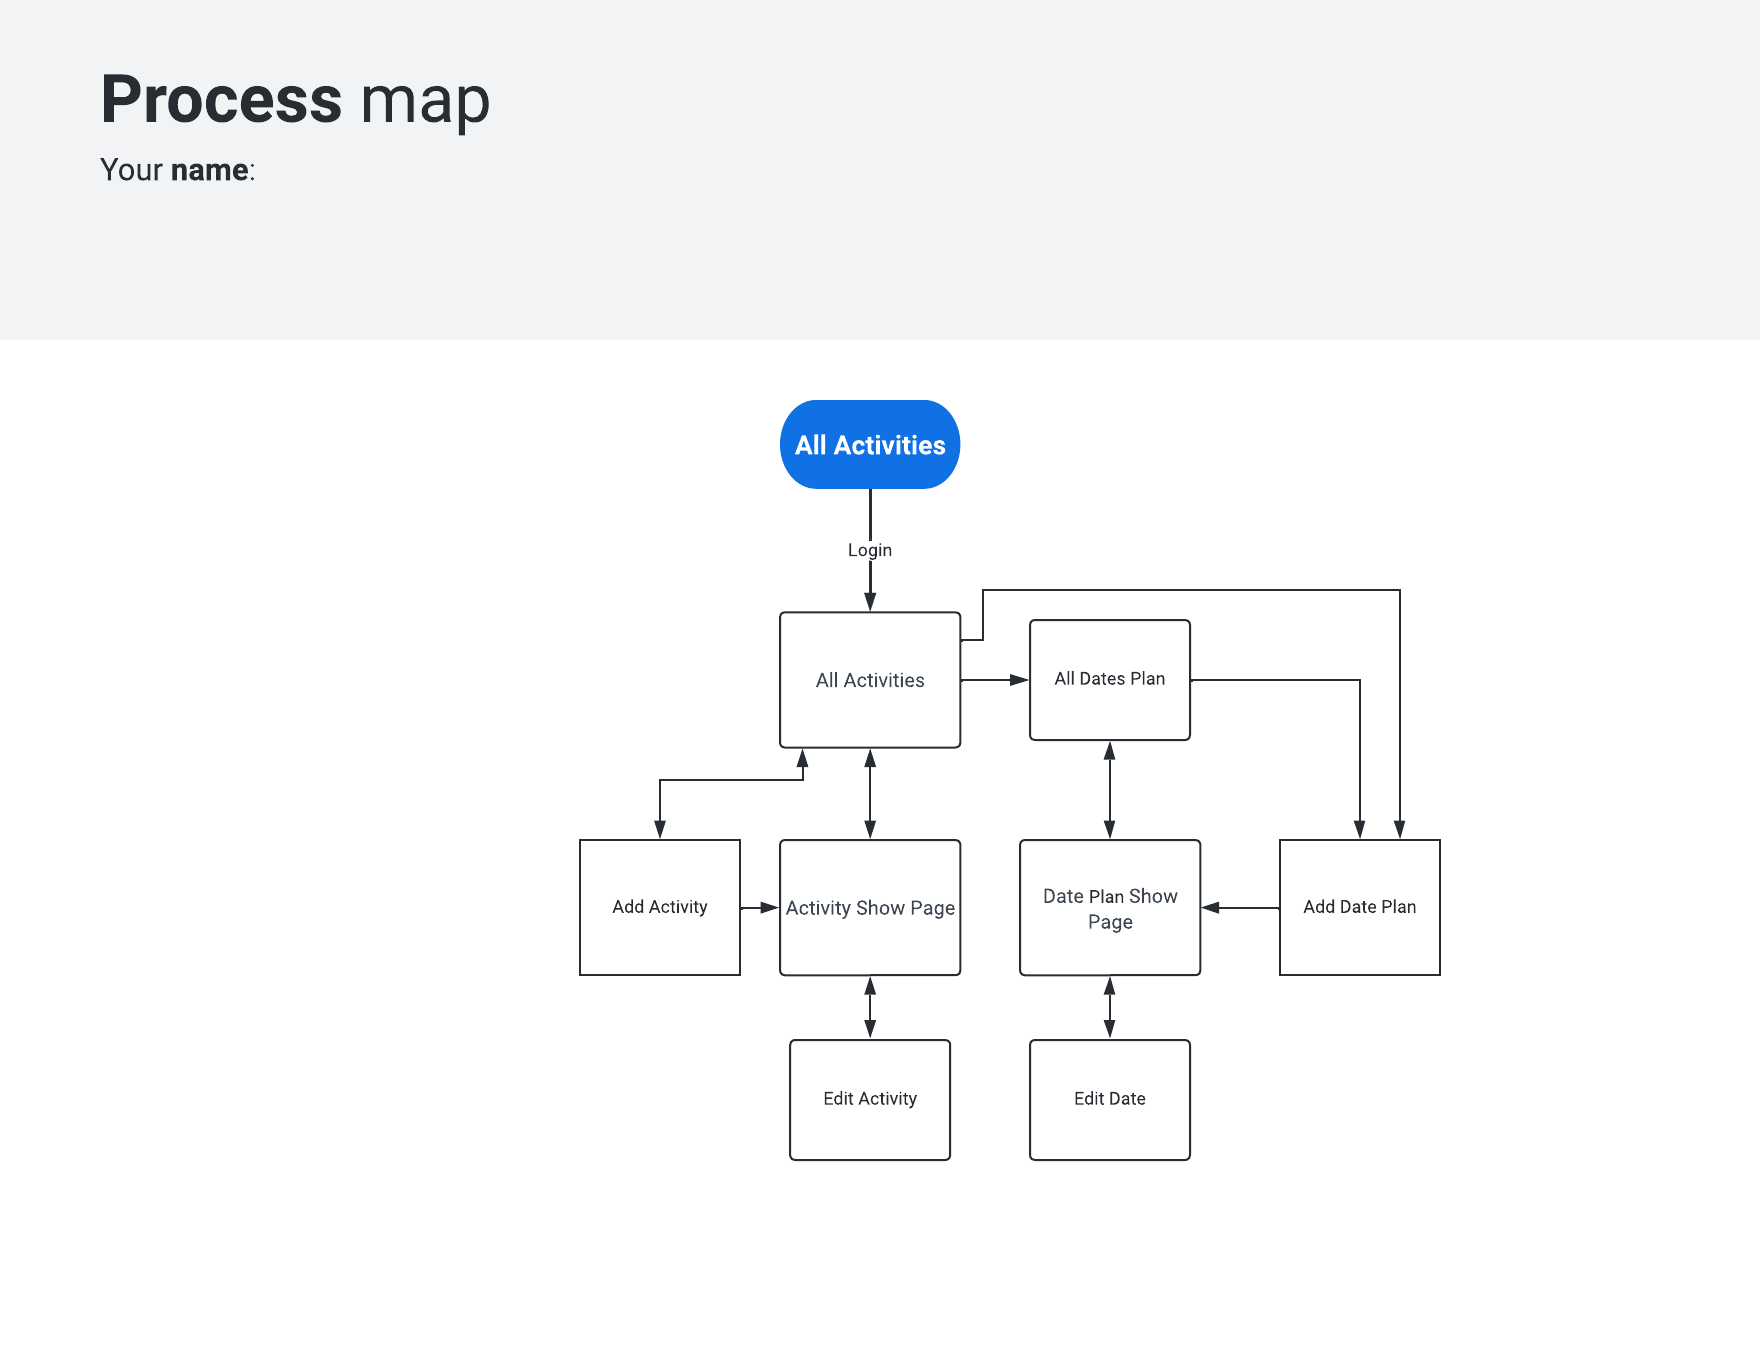 Process map
Your name:
All Activities
Login
All Activities
All Dates Plan
Add Activity
Activity Show Page
Date Plan Show
Page
Add Date Plan
Edit Activity
Edit Date